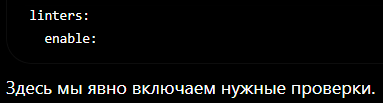 linters:
  enable:
Здесь мы явно включаем нужные проверки.